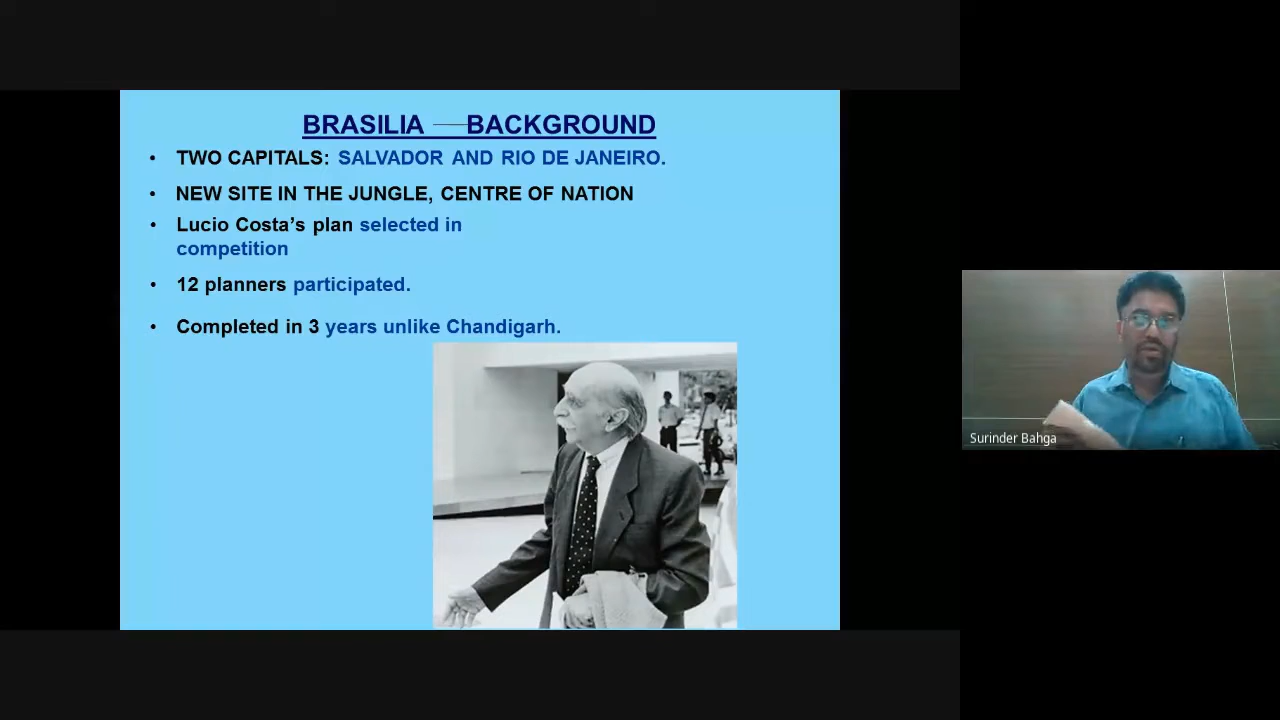 BRASILIA — BACKGROUND
• TWO CAPITALS: SALVADOR AND RIO DE JANEIRO.
• NEW SITE IN THE JUNGLE, CENTRE OF NATION
• Lucio Costa’s plan selected in
competition
• 12 planners participated.
• Completed in 3 years unlike Chandigarh.
Surinder Bahga